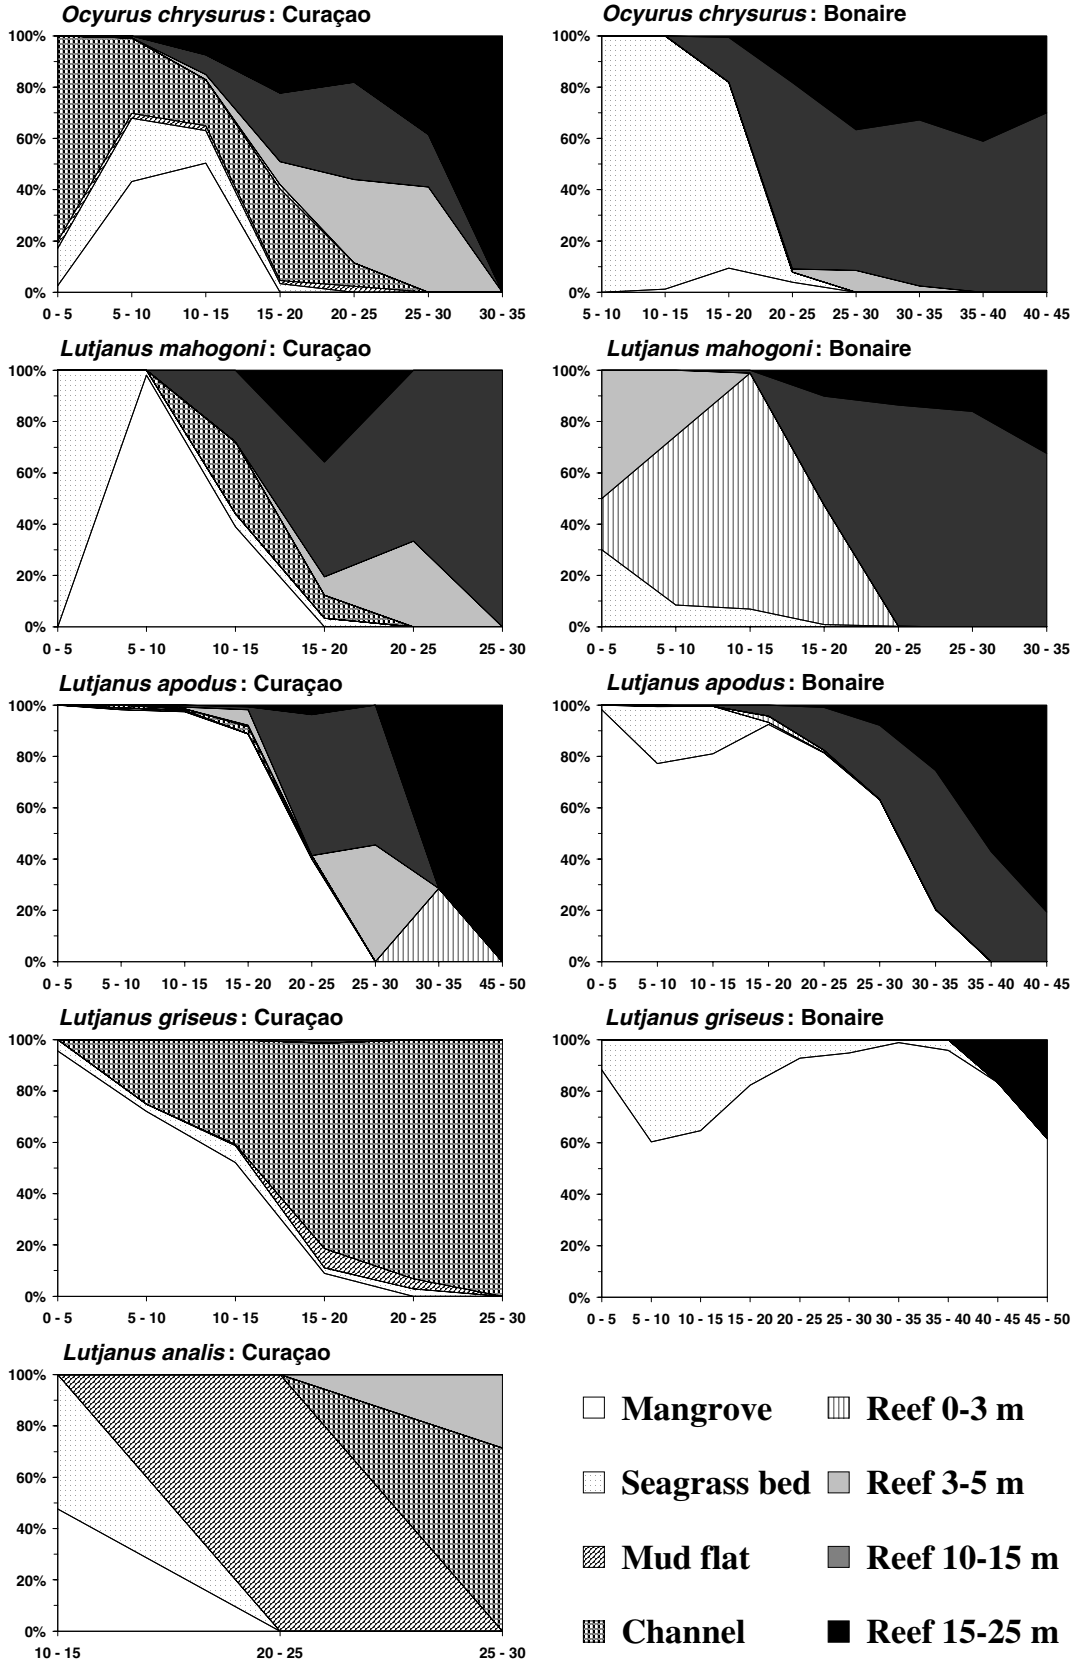 Ocyurus chrysurus: Curaçao
100%
80%
60%
40%
20%
0%
0 - 5 5 - 10 10 - 15 15 - 20 20 - 25 25 - 30 30 - 35
Ocyurus chrysurus: Bonaire
100%
80%
60%
40%
20%
0%
5 - 10 10 - 15 15 - 20 20 - 25 25 - 30 30 - 35 35 - 40 40 - 45
Lutjanus mahogoni: Curaçao
100%
80%
60%
40%
20%
0%
0 - 5 5 - 10 10 - 15 15 - 20 20 - 25 25 - 30
Lutjanus mahogoni: Bonaire
100%
80%
60%
40%
20%
0%
0 - 5 5 - 10 10 - 15 15 - 20 20 - 25 25 - 30 30 - 35
Lutjanus apodus: Curaçao
100%
80%
60%
40%
20%
0%
0 - 5 5 - 10 10 - 15 15 - 20 20 - 25 25 - 30 30 - 35 45 - 50
Lutjanus apodus: Bonaire
100%
80%
60%
40%
20%
0%
0 - 5 5 - 10 10 - 15 15 - 20 20 - 25 25 - 30 30 - 35 35 - 40 40 - 45
Lutjanus griseus: Curaçao
100%
80%
60%
40%
20%
0%
0 - 5 5 - 10 10 - 15 15 - 20 20 - 25 25 - 30
Lutjanus griseus: Bonaire
100%
80%
60%
40%
20%
0%
0 - 5 5 - 10 10 - 15 15 - 20 20 - 25 25 - 30 30 - 35 35 - 40 40 - 45 45 - 50
Lutjanus analis: Curaçao
100%
80%
60%
40%
20%
0%
10 - 15 20 - 25 25 - 30
Mangrove Reef 0-3 m
Seagrass bed Reef 3-5 m
Mud flat Reef 10-15 m
Channel Reef 15-25 m